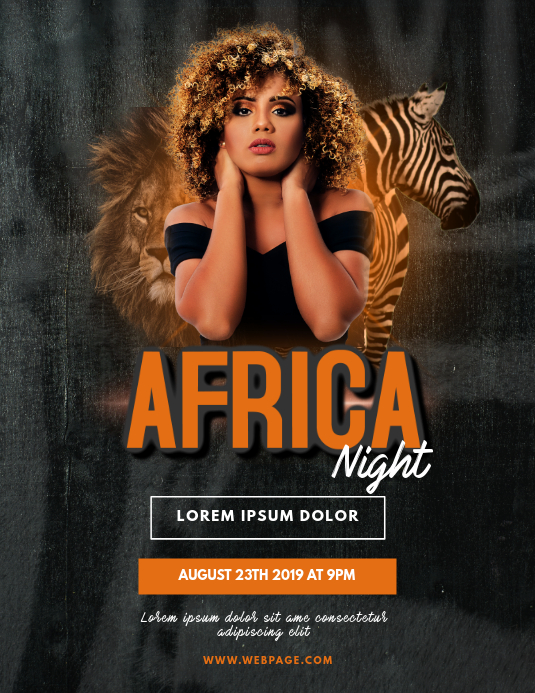 AFRICA
Night
LOREM IPSUM DOLOR
AUGUST 23TH 2019 AT 9PM
Lorem ipsum dolor sit ame consectetur
adipiscing elit
WWW.WEBPAGE.COM